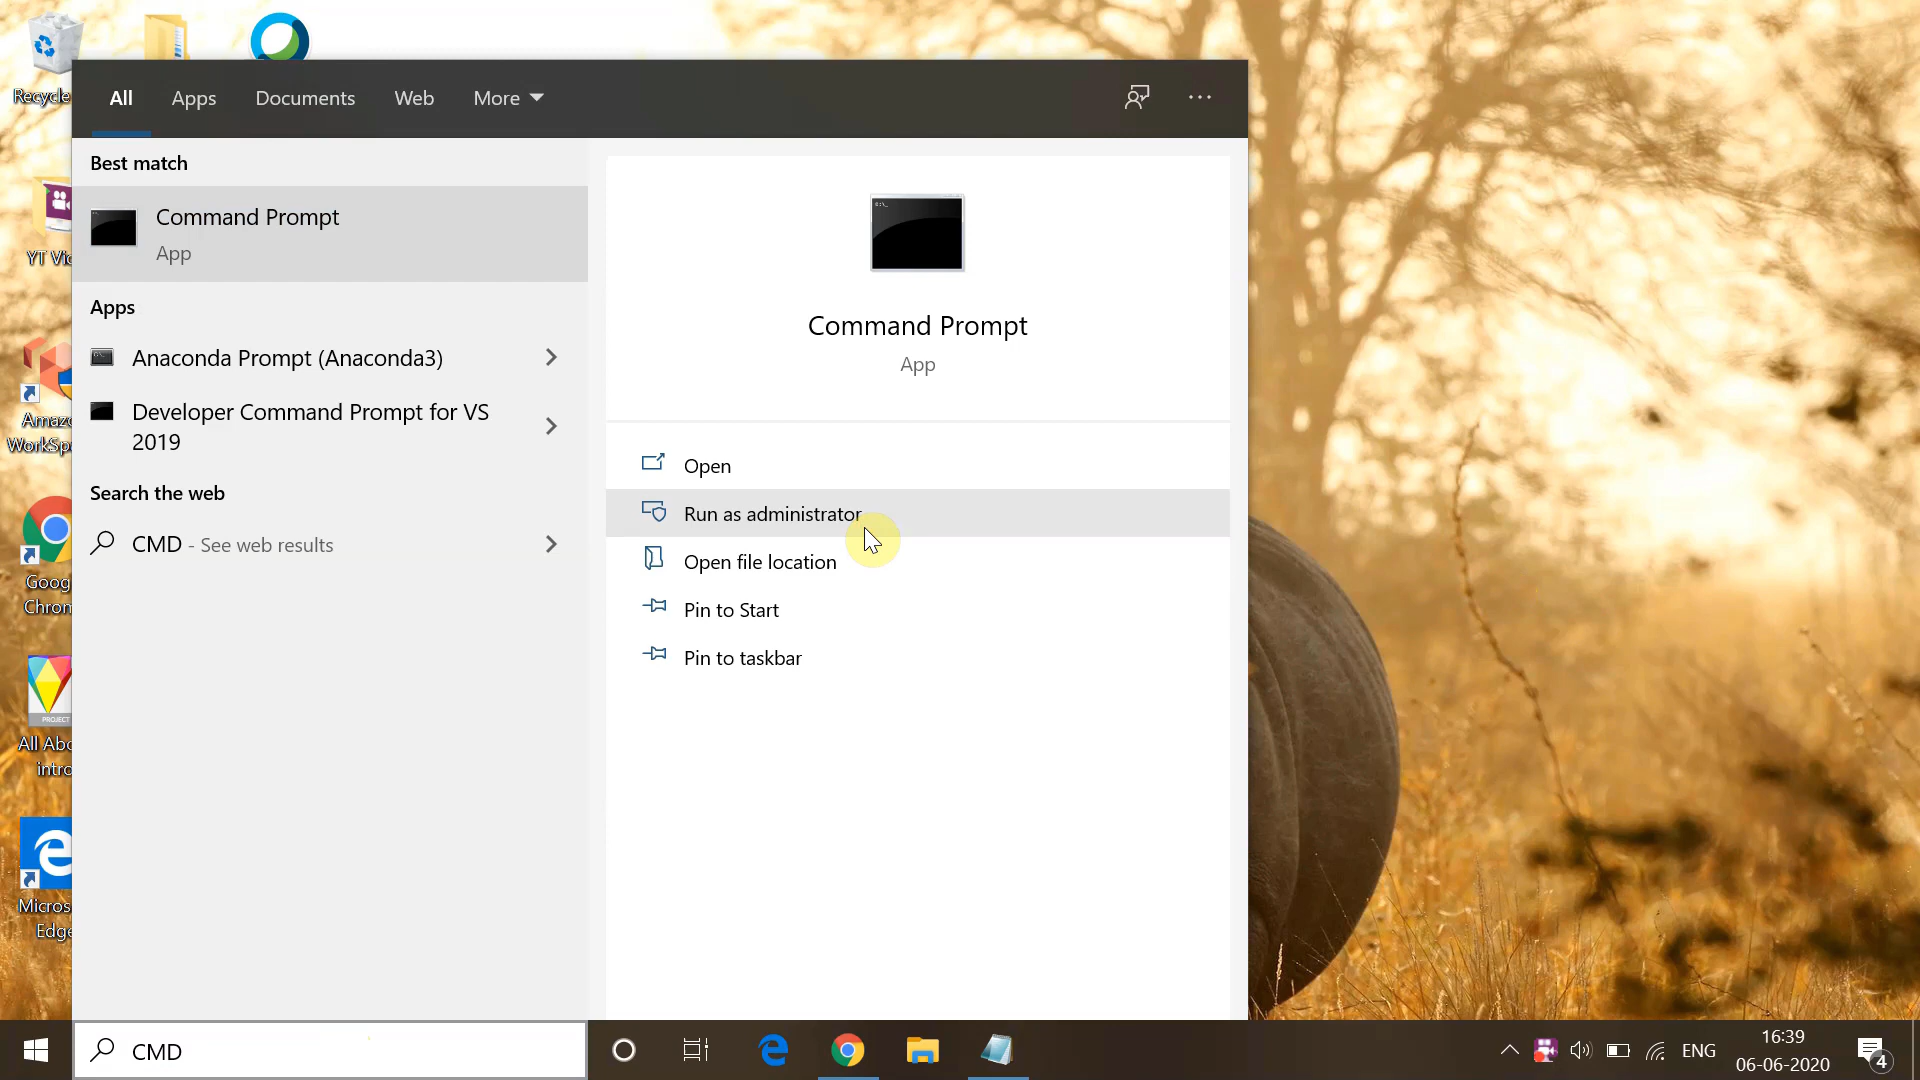 Recycle
YT Vi
Amaz
WorkSp
Goog
Chrom
PROJECT
All Abo
intro
Micros
Edge
All
Apps
Documents
Web
More
Best match
Command Prompt
App
Apps
Anaconda Prompt (Anaconda3)
Developer Command Prompt for VS
2019
Search the web
CMD - See web results
Command Prompt
App
Open
Run as administrator
Open file location
Pin to Start
Pin to taskbar
CMD
ENG
16:39
06-06-2020
4